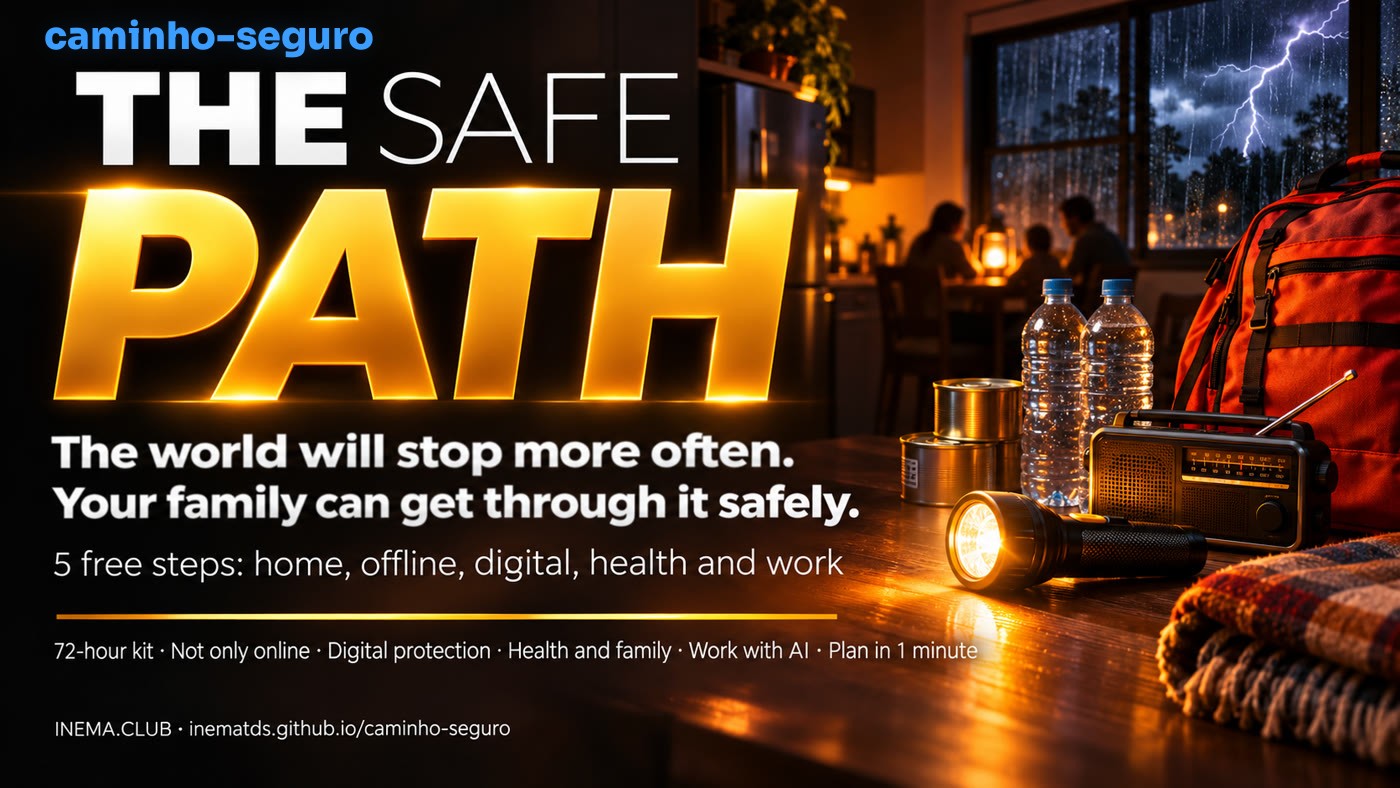 caminho-seguro
THE SAFE
PATH
The world will stop more often.
Your family can get through it safely.
5 free steps: home, offline, digital, health and work
72-hour kit · Not only online · Digital protection · Health and family · Work with AI · Plan in 1 minute
INEMA.CLUB · inematds.github.io/caminho-seguro